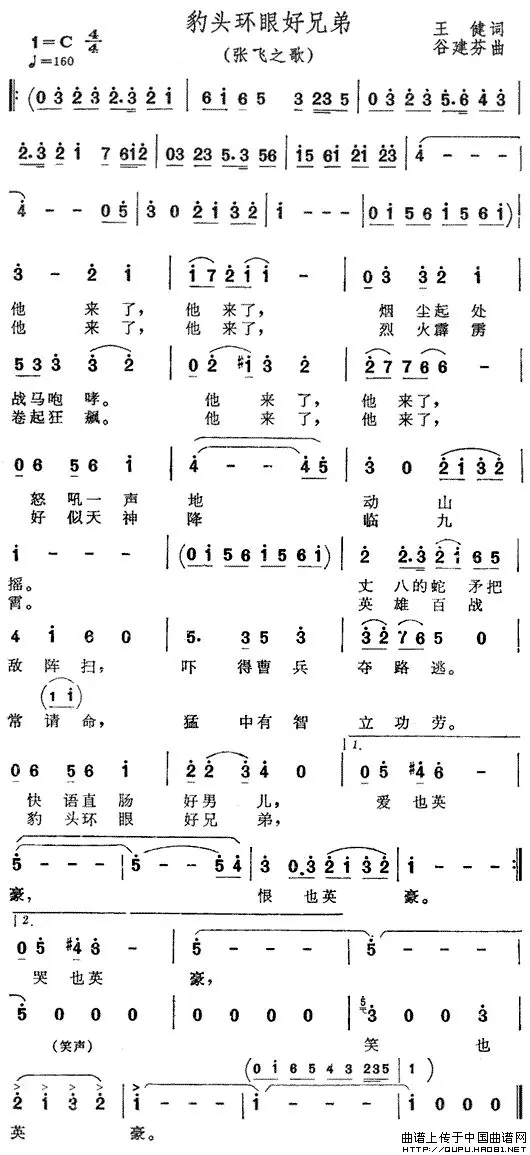 豹头环眼好兄弟
(张飞之歌)
王 健 词
谷建芬 曲
1=C 4/4
♩=160
𝄆 (0 3 2 3 2·3 2 1 | 6 1 6 5 3 2 3 5 | 0 3 2 3 5·6 4 3 |
2·3 2 1 7 6 1 2 | 03 23 5·3 56 | 15 61 21 23 | 4 - - -
4 - - 0 5 | 3 0 2 1 3 2 | 1 - - - | 0 1 5 6 1 5 6 1) |
3 - 2 1 | 1 7 2 1 1 - | 0 3 3 2 1 |
他 来 了, 他 来 了, 烟 尘 起 处
他 来 了, 他 来 了, 烈 火 霹 雳
5 3 3 3 2 | 0 2 #1 3 2 | 2 7 7 6 6 - |
战马咆 哮。 他 来 了, 他 来 了,
卷起狂 飙。 他 来 了, 他 来 了,
0 6 5 6 1 | 4 - - 4 5 | 3 0 2 1 3 2 |
怒 吼一 声 地 动 山
好 似天 神 降 临 九
1 - - - | (0 1 5 6 1 5 6 1) | 2 2·3 2 1 6 5 |
摇。 丈 八的蛇 矛把
霄。 英 雄 百 战
4 1 6 0 | 5· 3 5 3 | 3 2 7 6 5 0 |
敌 阵 扫, 吓 得曹 兵 夺 路 逃。
(1 1)
常 请 命, 猛 中有 智 立 功 劳。
1.
0 6 5 6 1 | 2 2 3 4 0 | 0 5 #4 6 - |
快 语直 肠 好男 儿, 爱 也英
豹 头环 眼 好兄 弟,
5 - - - | 5 - - 5 4 | 3 0·3 2 1 3 2 | 1 - - - 𝄇
豪, 恨 也英 豪。
2.
0 5 #4 3 - | 5 - - - | 5 - - -
哭 也英 豪,
5 0 0 0 | 0 0 0 0 | 3 0 0 3 |
(笑声) 笑 也
(0 1 6 5 4 3 235 | 1)
2 1 3 2 | 1 - - - | 1 - - - | 1 0 0 0 ‖
英 豪。
曲谱上传于中国曲谱网
HTTP://QUPU.HAO81.NET